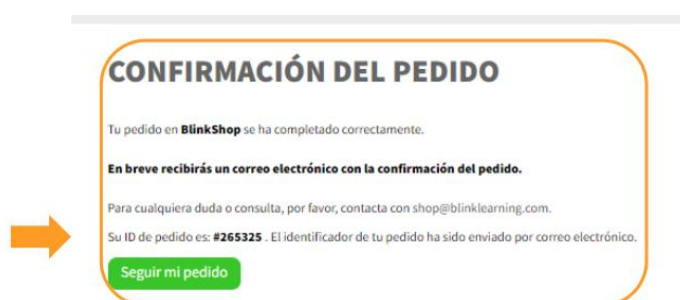 CONFIRMACIÓN DEL PEDIDO
Tu pedido en BlinkShop se ha completado correctamente.
En breve recibirás un correo electrónico con la confirmación del pedido.
Para cualquiera duda o consulta, por favor, contacta con shop@blinklearning.com.
Su ID de pedido es: #265325 . El identificador de tu pedido ha sido enviado por correo electrónico.
Seguir mi pedido